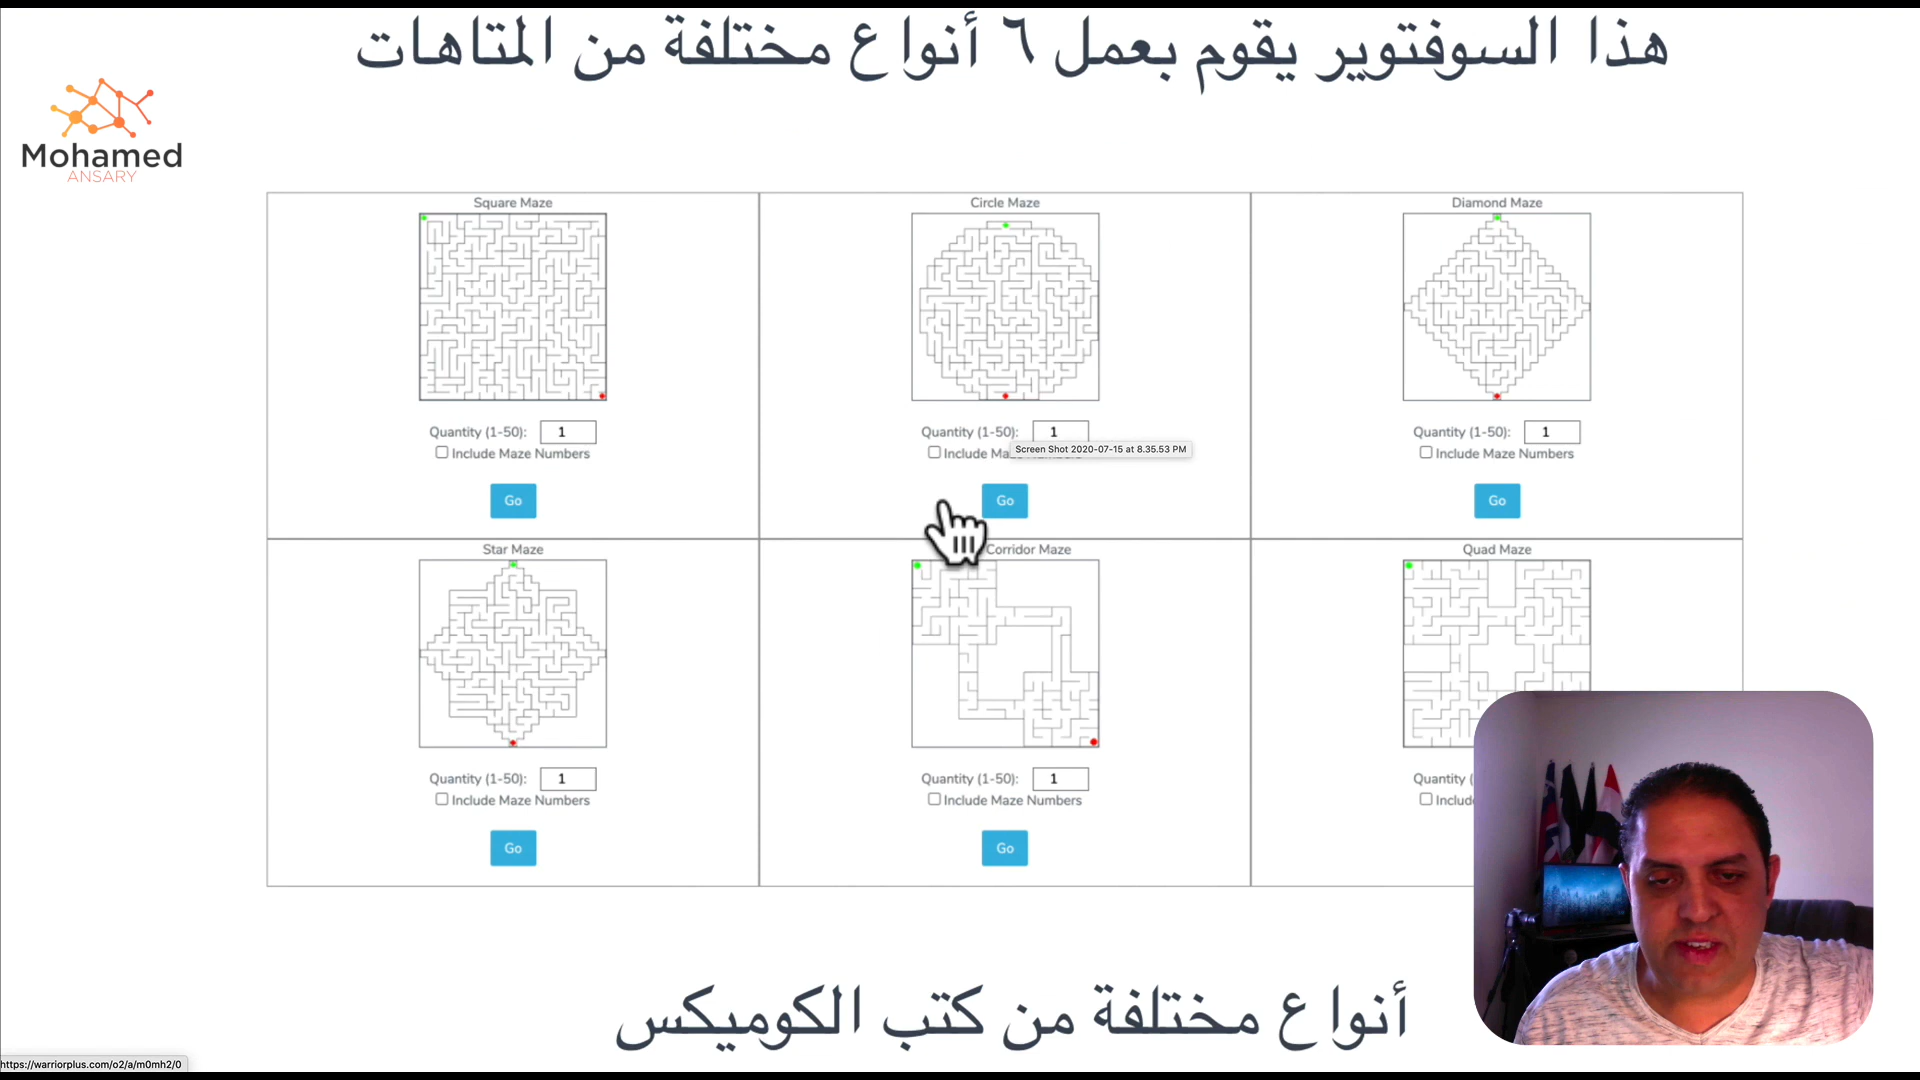 هذا السوفتوير يقوم بعمل ٦ أنواع مختلفة من المتاهات
Mohamed
ANSARY
Square Maze
Circle Maze
Diamond Maze
Quantity (1-50): 1
Quantity (1-50): 1
Quantity (1-50): 1
Include Maze Numbers
Include Ma
Screen Shot 2020-07-15 at 8.35.53 PM
Include Maze Numbers
Go
Go
Go
Star Maze
Corridor Maze
Quad Maze
Quantity (1-50): 1
Quantity (1-50): 1
Quantity (
Include Maze Numbers
Include Maze Numbers
Includ
Go
Go
أنواع مختلفة من كتب الكوميكس
https://warriorplus.com/o2/a/m0mh2/0